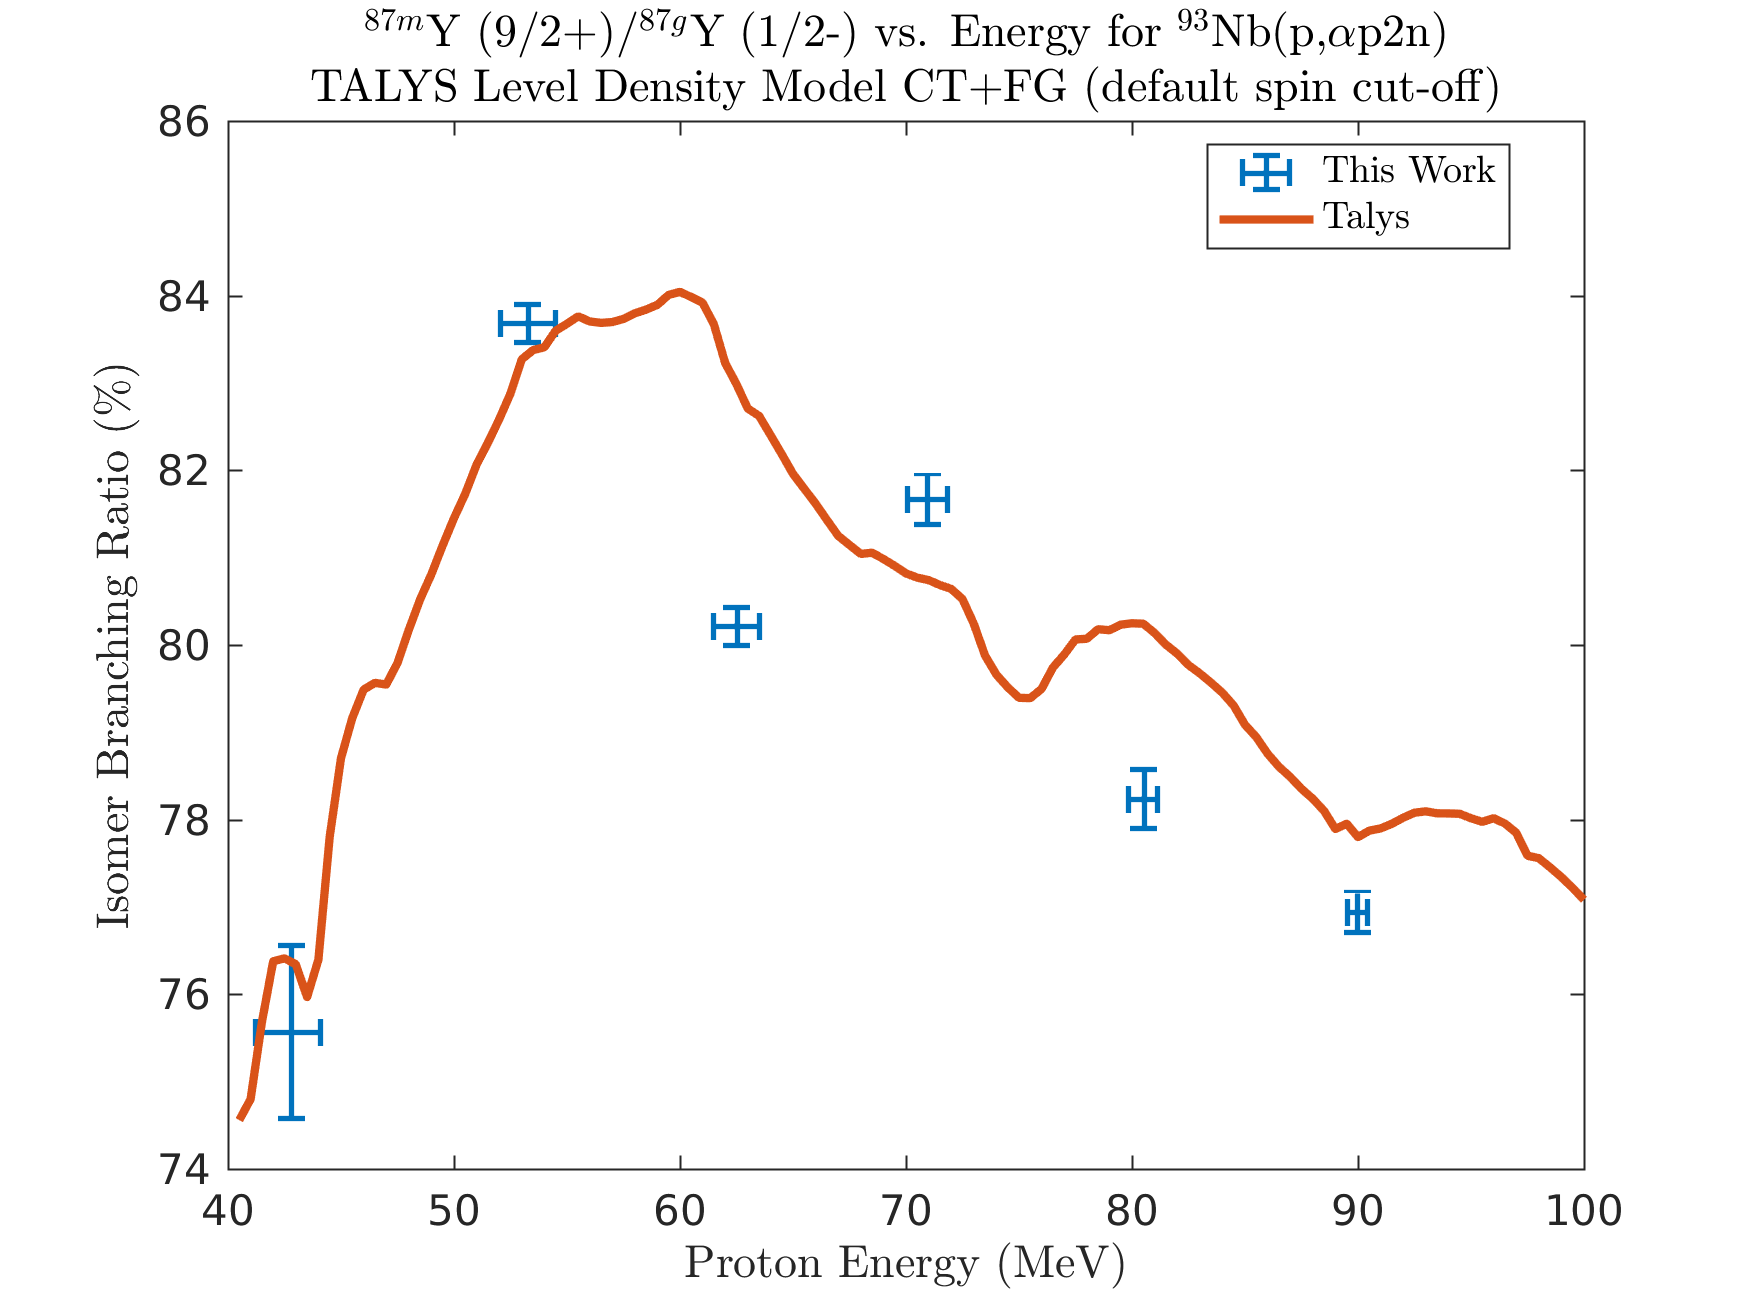 ⁸⁷ᵐY (9/2+)/⁸⁷ᵍY (1/2-) vs. Energy for ⁹³Nb(p,αp2n)
TALYS Level Density Model CT+FG (default spin cut-off)
This Work
Talys
Isomer Branching Ratio (%)
86
84
82
80
78
76
74
40 50 60 70 80 90 100
Proton Energy (MeV)